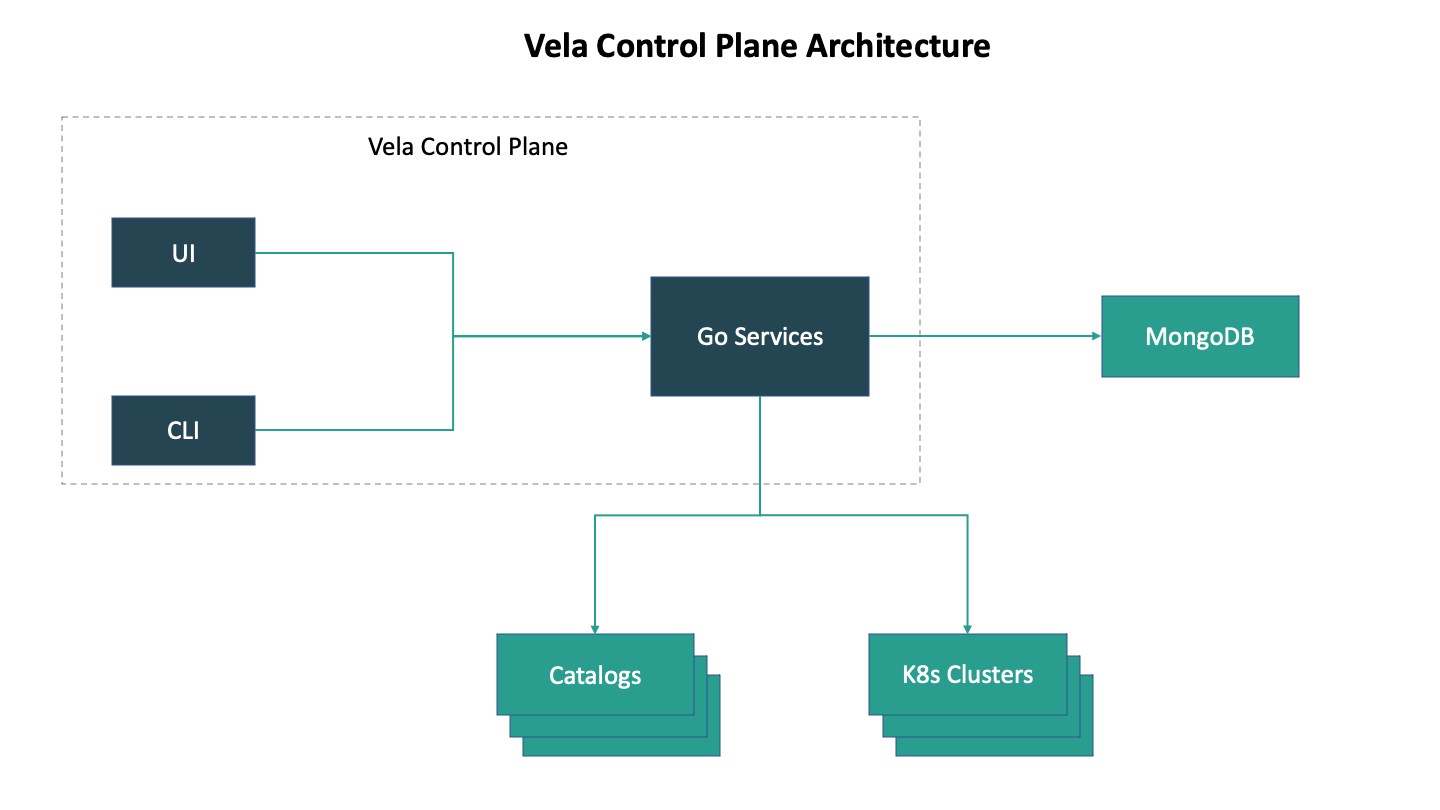 Vela Control Plane Architecture
Vela Control Plane
UI
Go Services
MongoDB
CLI
Catalogs
K8s Clusters